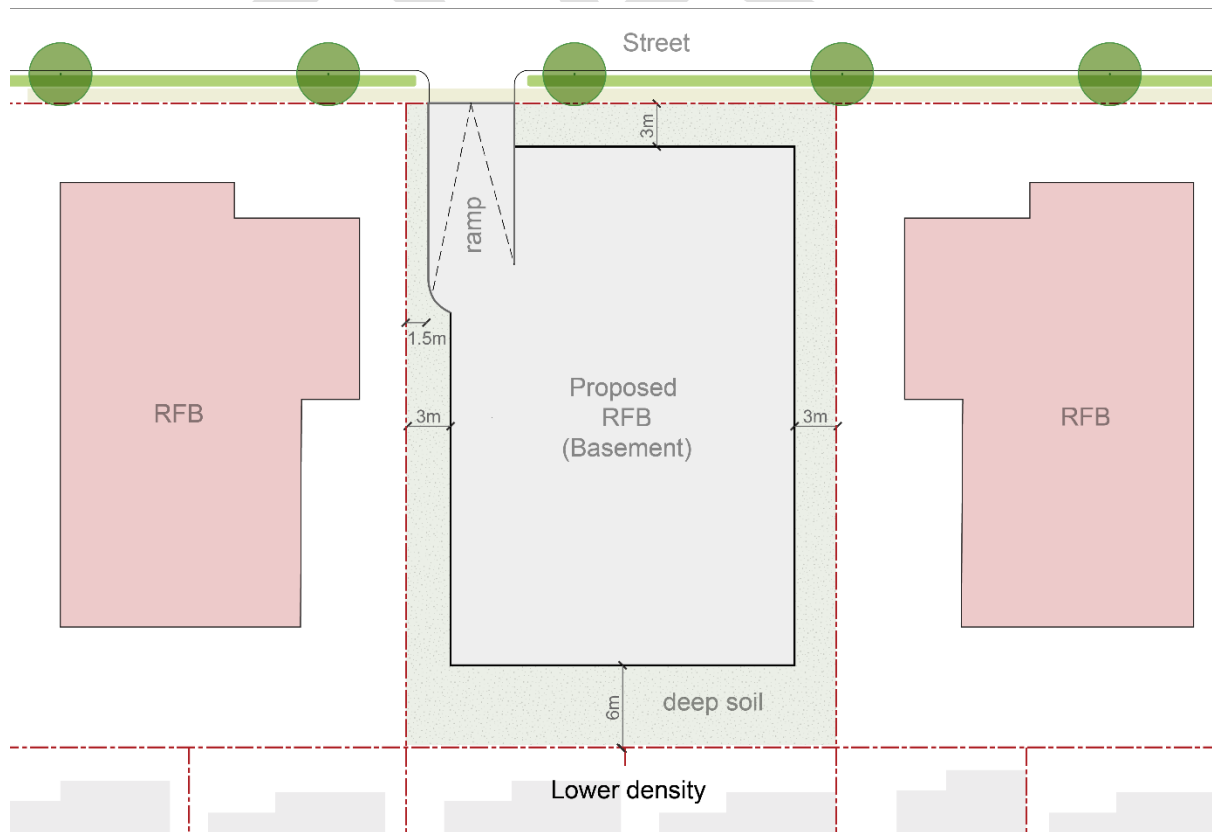 Street
3m
ramp
1.5m
RFB
Proposed
RFB
(Basement)
RFB
3m
3m
6m
deep soil
Lower density